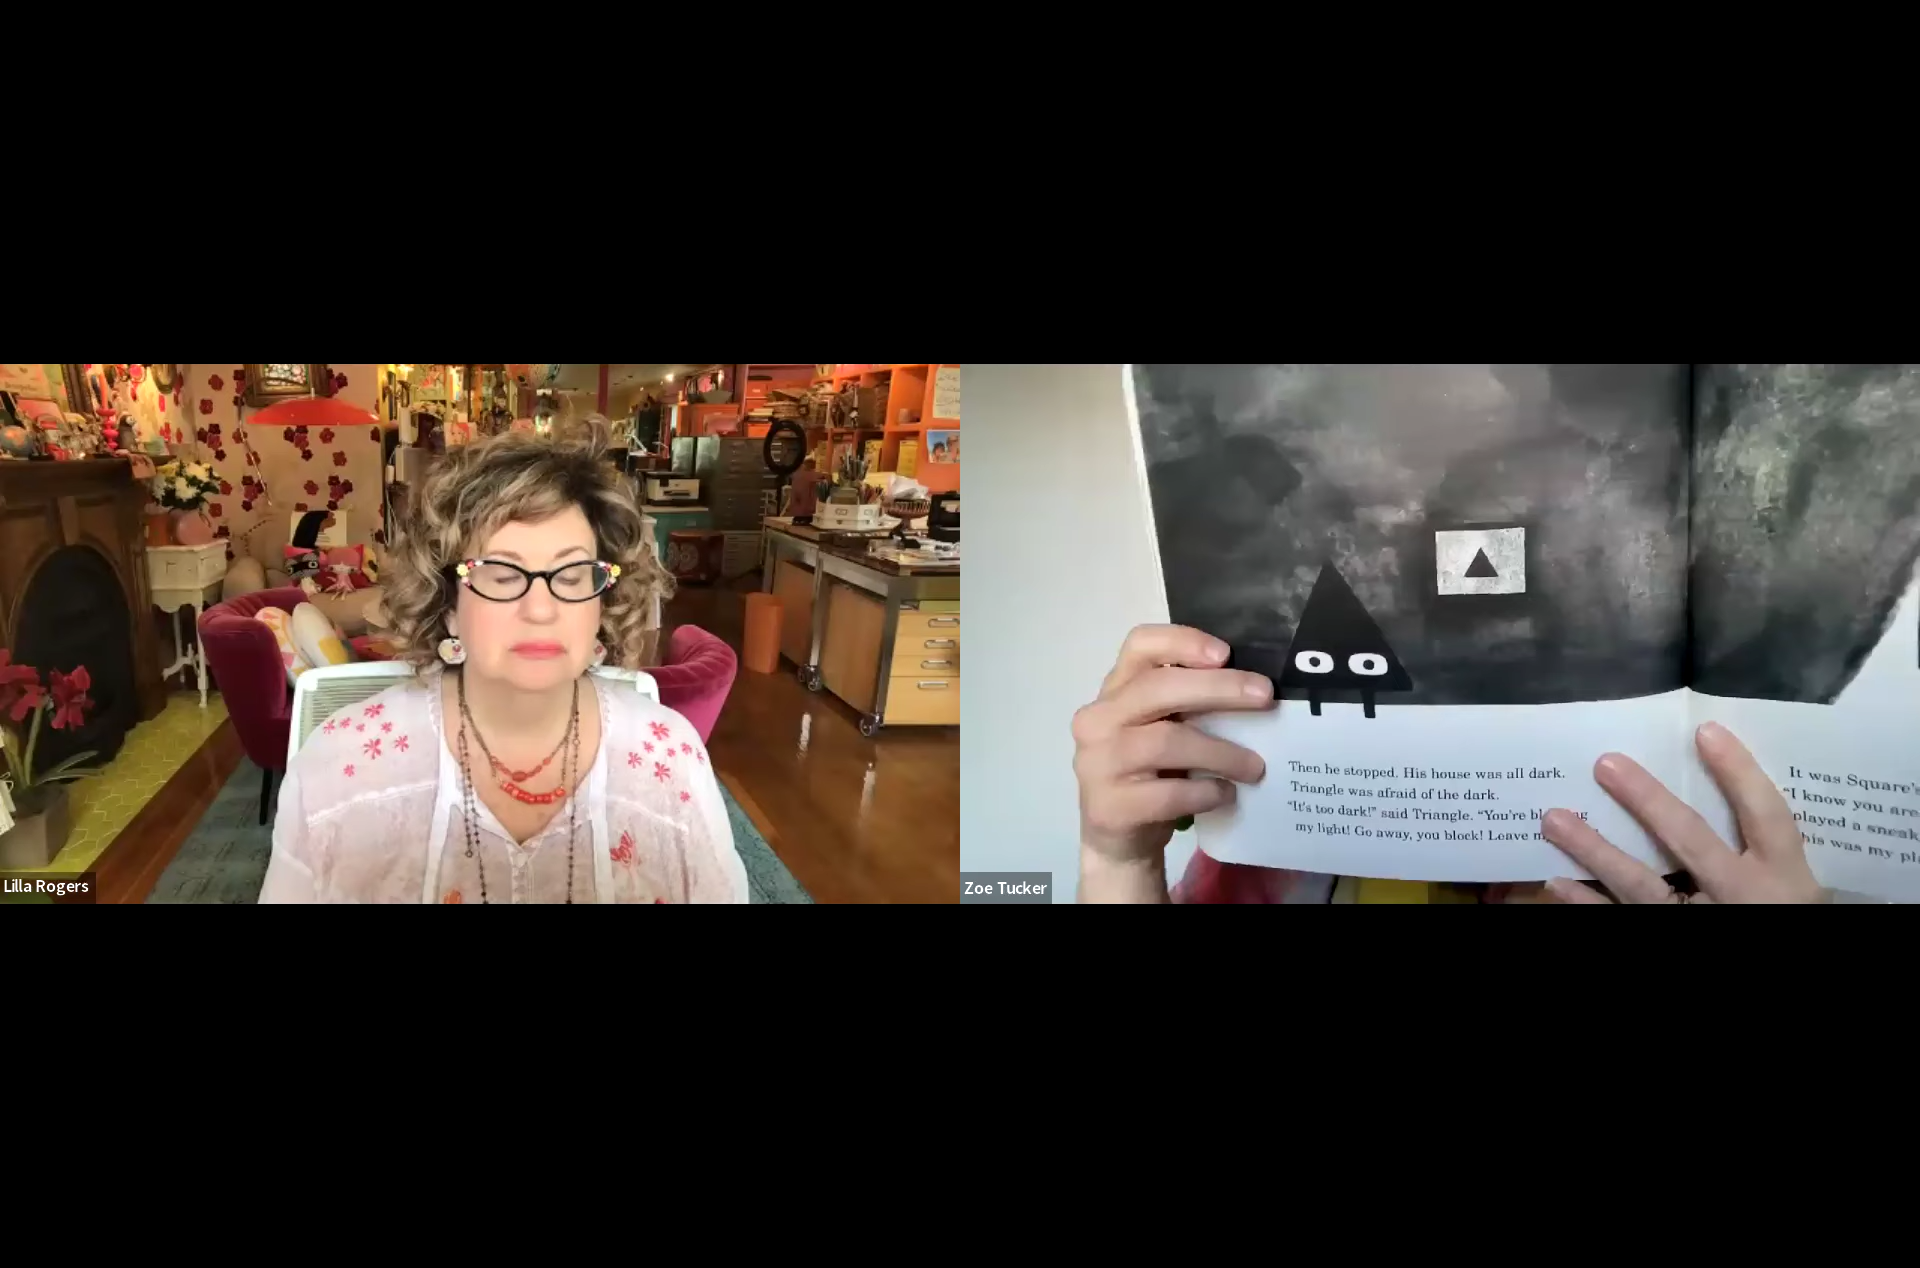 Lilla Rogers
Zoe Tucker
Then he stopped. His house was all dark.
Triangle was afraid of the dark.
“It's too dark!” said Triangle. “You're
my light! Go away, you block! Leave
It was Square's
“I know you are
played a sneak
his was my pla